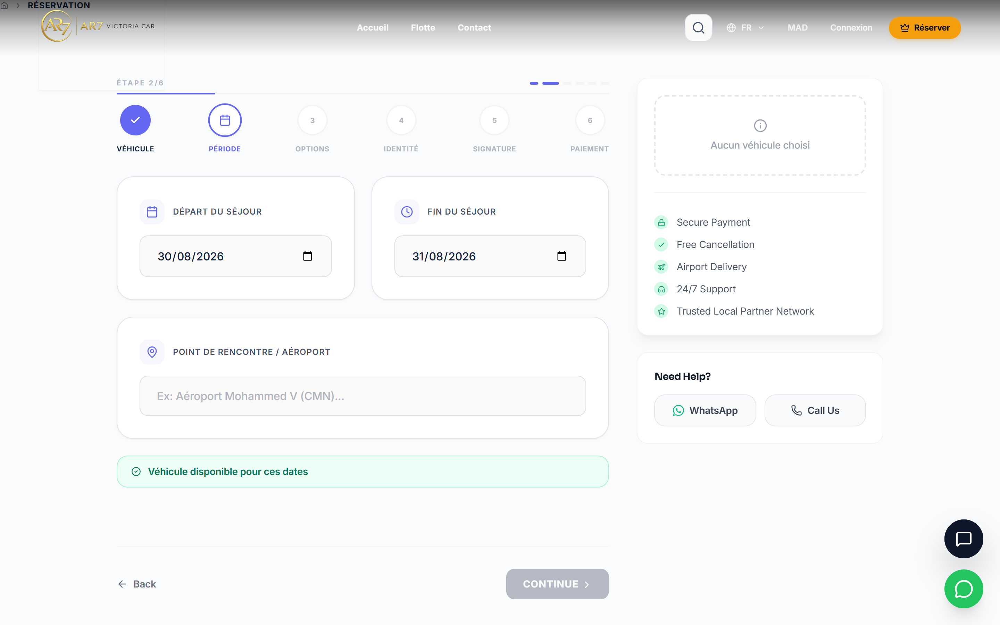 RÉSERVATION
AR7 AR7 VICTORIA CAR
Accueil
Flotte
Contact
FR
MAD
Connexion
Réserver
ÉTAPE 2/6
3
4
5
6
VÉHICULE
PÉRIODE
OPTIONS
IDENTITÉ
SIGNATURE
PAIEMENT
DÉPART DU SÉJOUR
30/08/2026
FIN DU SÉJOUR
31/08/2026
POINT DE RENCONTRE / AÉROPORT
Ex: Aéroport Mohammed V (CMN)...
Véhicule disponible pour ces dates
Back
CONTINUE
Aucun véhicule choisi
Secure Payment
Free Cancellation
Airport Delivery
24/7 Support
Trusted Local Partner Network
Need Help?
WhatsApp
Call Us